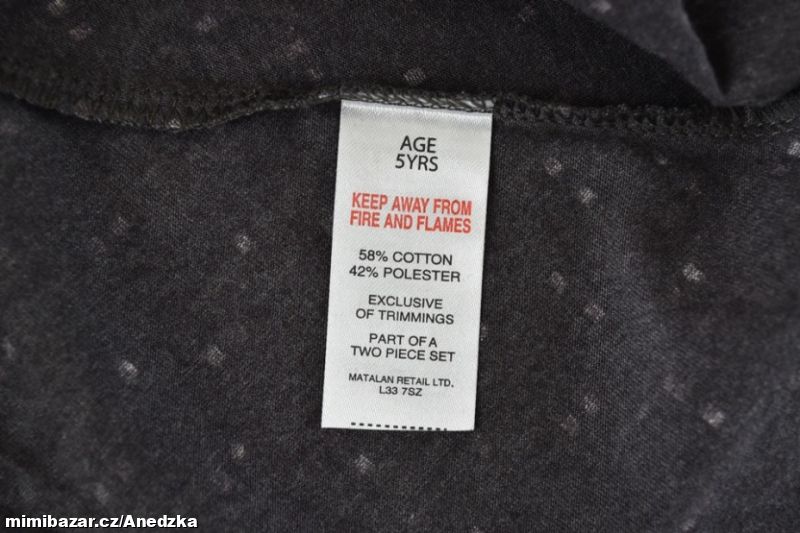 AGE
5YRS
KEEP AWAY FROM
FIRE AND FLAMES
58% COTTON
42% POLESTER
EXCLUSIVE
OF TRIMMINGS
PART OF A
TWO PIECE SET
MATALAN RETAIL LTD.
L33 7SZ
mimibazar.cz/Anedzka